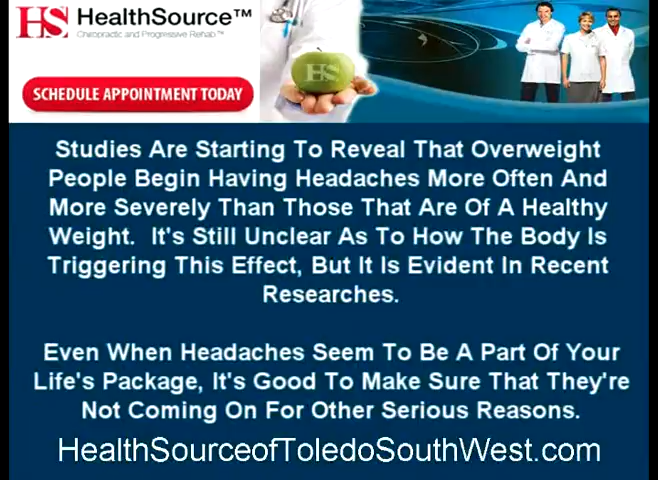 HS HealthSource™
Chiropractic and Progressive Rehab™
SCHEDULE APPOINTMENT TODAY
HS
Studies Are Starting To Reveal That Overweight
People Begin Having Headaches More Often And
More Severely Than Those That Are Of A Healthy
Weight. It's Still Unclear As To How The Body Is
Triggering This Effect, But It Is Evident In Recent
Researches.
Even When Headaches Seem To Be A Part Of Your
Life's Package, It's Good To Make Sure That They're
Not Coming On For Other Serious Reasons.
HealthSourceofToledoSouthWest.com